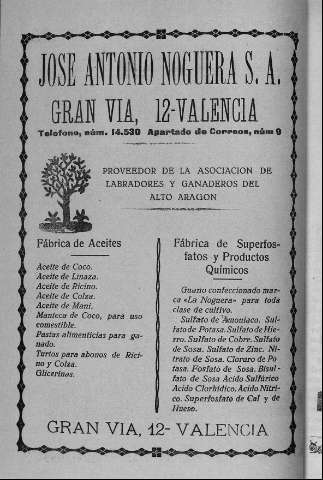 JOSE ANTONIO NOGUERA S. A.
GRAN VIA, 12-VALENCIA
Telefono, núm. 14.530 Apartado de Correos, núm 9
PROVEEDOR DE LA ASOCIACION DE
LABRADORES Y GANADEROS DEL
ALTO ARAGON
Fábrica de Aceites
Aceite de Coco.
Aceite de Linaza.
Aceite de Ricino.
Aceite de Colza.
Aceite de Maní.
Manteca de Coco, para uso
comestible.
Pastas alimenticias para ga-
nado.
Turtos para abonos de Rici-
no y Colza.
Glicerinas.
Fábrica de Superfos-
fatos y Productos
Químicos
Guano confeccionado mar-
ca «La Noguera» para toda
clase de cultivo.
Sulfato de Amoniaco. Sul-
fato de Potasa. Sulfato de Hie-
rro. Sulfato de Cobre. Sulfato
de Sosa. Sulfato de Zinc. Ni-
trato de Sosa. Cloruro de Po-
tasa. Fosfato de Sosa. Bisul-
fato de Sosa Acido Sulfúrico
Acido Clorhídico. Acido Nítri-
co. Superfosfato de Cal y de
Hueso.
GRAN VIA, 12- VALENCIA